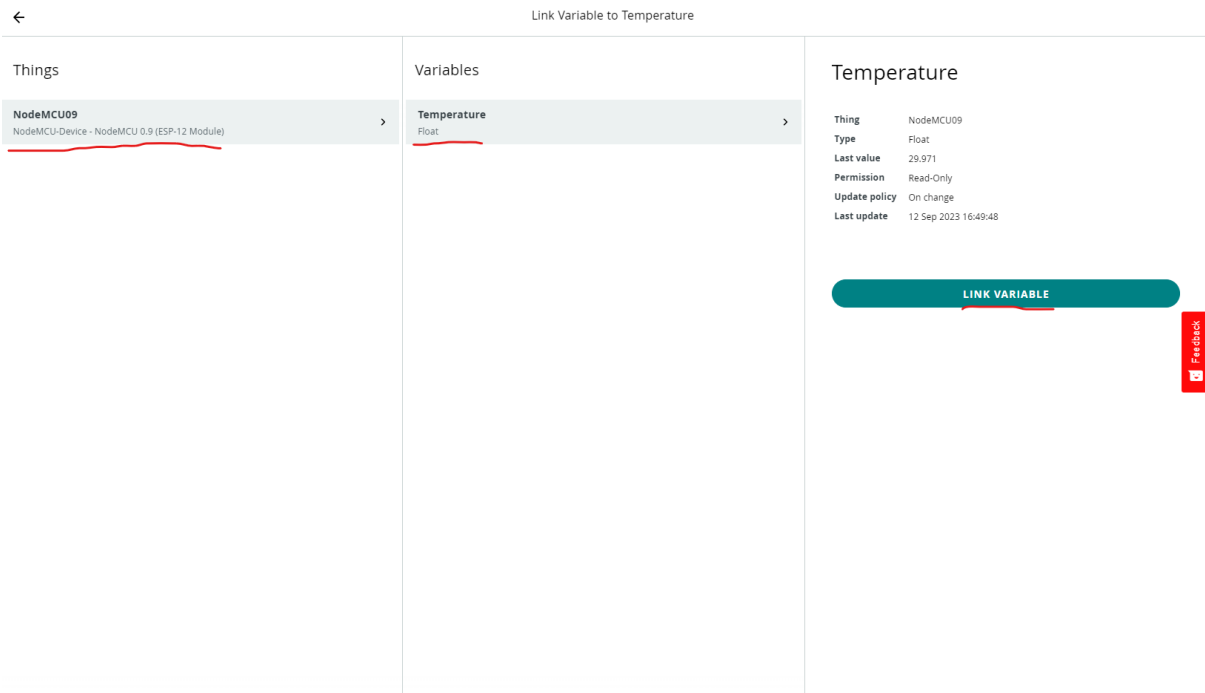 Link Variable to Temperature
Things
NodeMCU09
NodeMCU-Device - NodeMCU 0.9 (ESP-12 Module)
Variables
Temperature
Float
Temperature
Thing NodeMCU09
Type Float
Last value 29.971
Permission Read-Only
Update policy On change
Last update 12 Sep 2023 16:49:48
LINK VARIABLE
Feedback